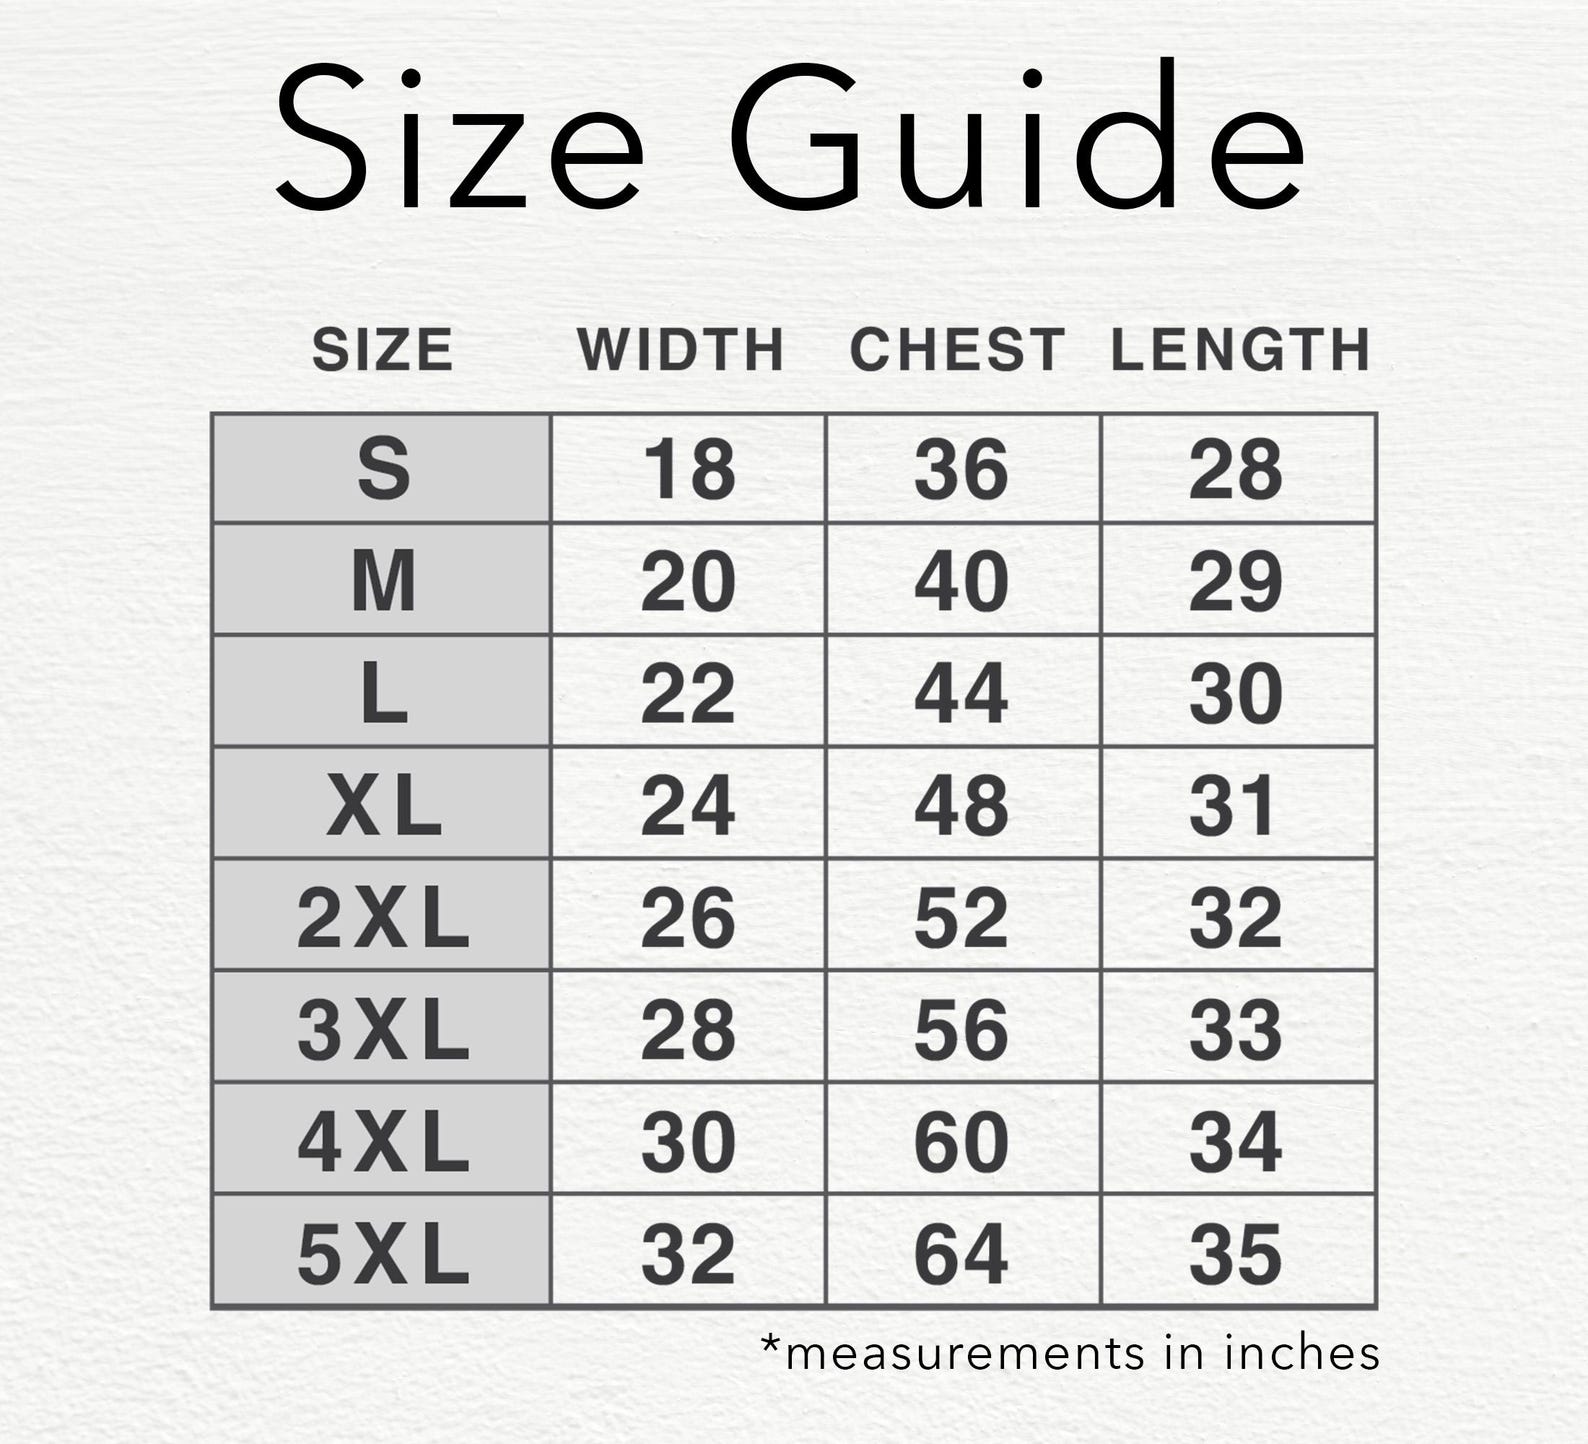 Size Guide
SIZE WIDTH CHEST LENGTH
S 18 36 28
M 20 40 29
L 22 44 30
XL 24 48 31
2XL 26 52 32
3XL 28 56 33
4XL 30 60 34
5XL 32 64 35
*measurements in inches